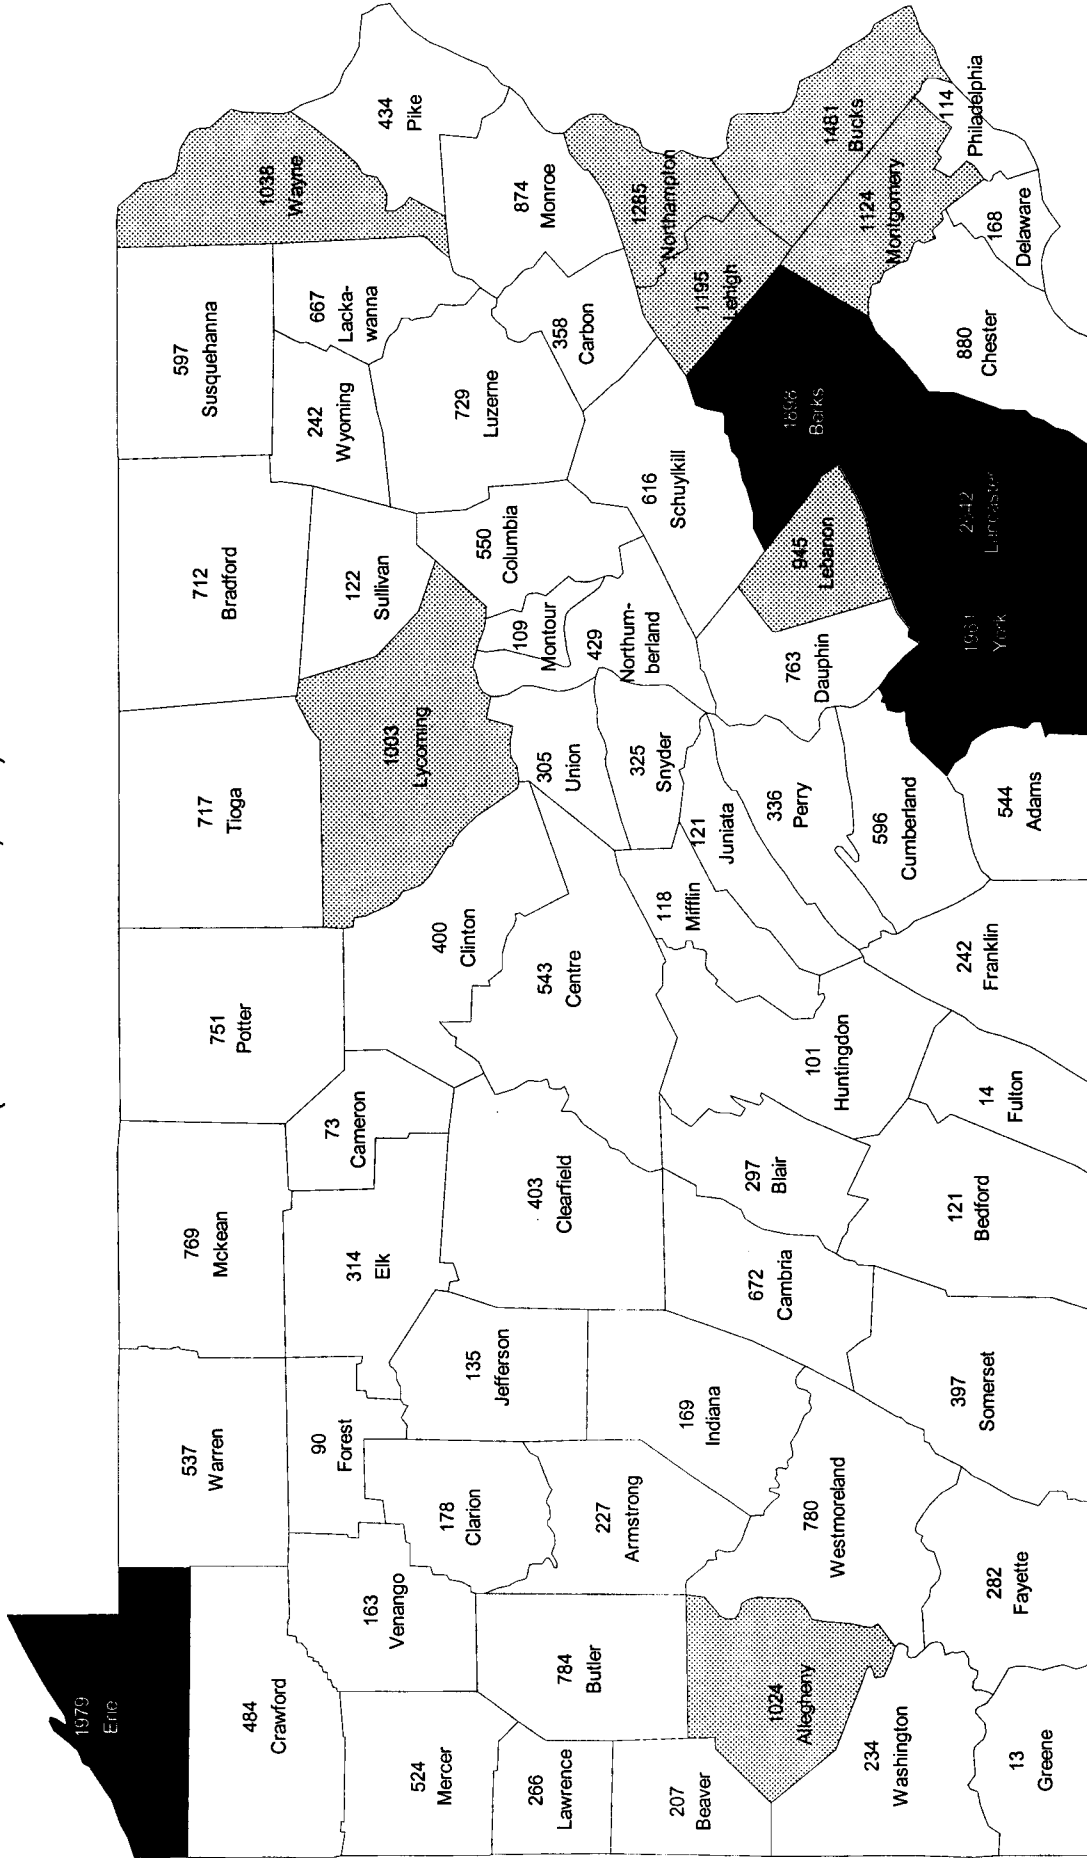 1979
Erie
484
Crawford
537
Warren
769
Mckean
751
Potter
717
Tioga
712
Bradford
597
Susquehanna
1038
Wayne
434
Pike
524
Mercer
163
Venango
90
Forest
314
Elk
73
Cameron
400
Clinton
1003
Lycoming
122
Sullivan
242
Wyoming
667
Lacka-
wanna
874
Monroe
266
Lawrence
784
Butler
178
Clarion
135
Jefferson
403
Clearfield
543
Centre
305
Union
109
Montour
550
Columbia
729
Luzerne
358
Carbon
1285
Northampton
207
Beaver
227
Armstrong
169
Indiana
118
Mifflin
325
Snyder
429
Northum-
berland
616
Schuylkill
1195
Lehigh
1024
Allegheny
780
Westmoreland
672
Cambria
297
Blair
101
Huntingdon
121
Juniata
336
Perry
763
Dauphin
945
Lebanon
Berks
1481
Bucks
1124
Montgomery
114
Philadelphia
234
Washington
596
Cumberland
Lancaster
168
Delaware
13
Greene
282
Fayette
397
Somerset
121
Bedford
14
Fulton
242
Franklin
544
Adams
York
880
Chester